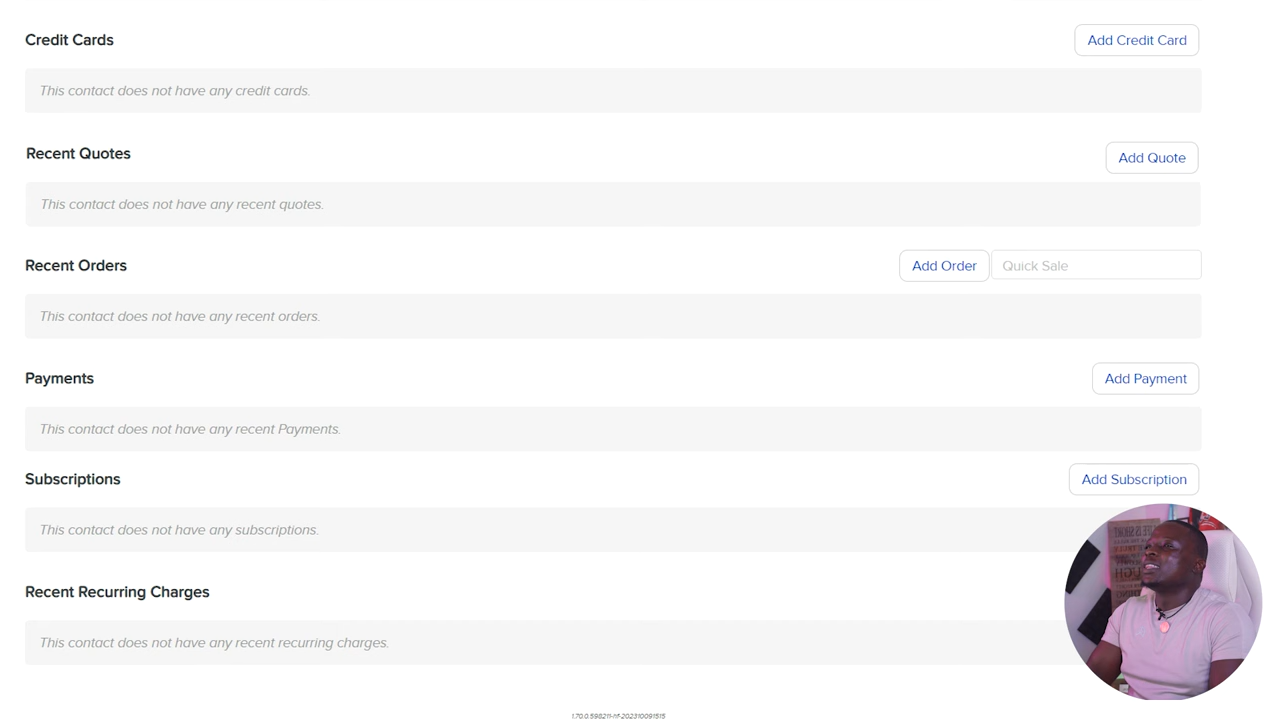 Credit Cards
Add Credit Card
This contact does not have any credit cards.
Recent Quotes
Add Quote
This contact does not have any recent quotes.
Recent Orders
Add Order
Quick Sale
This contact does not have any recent orders.
Payments
Add Payment
This contact does not have any recent Payments.
Subscriptions
Add Subscription
This contact does not have any subscriptions.
Recent Recurring Charges
This contact does not have any recent recurring charges.